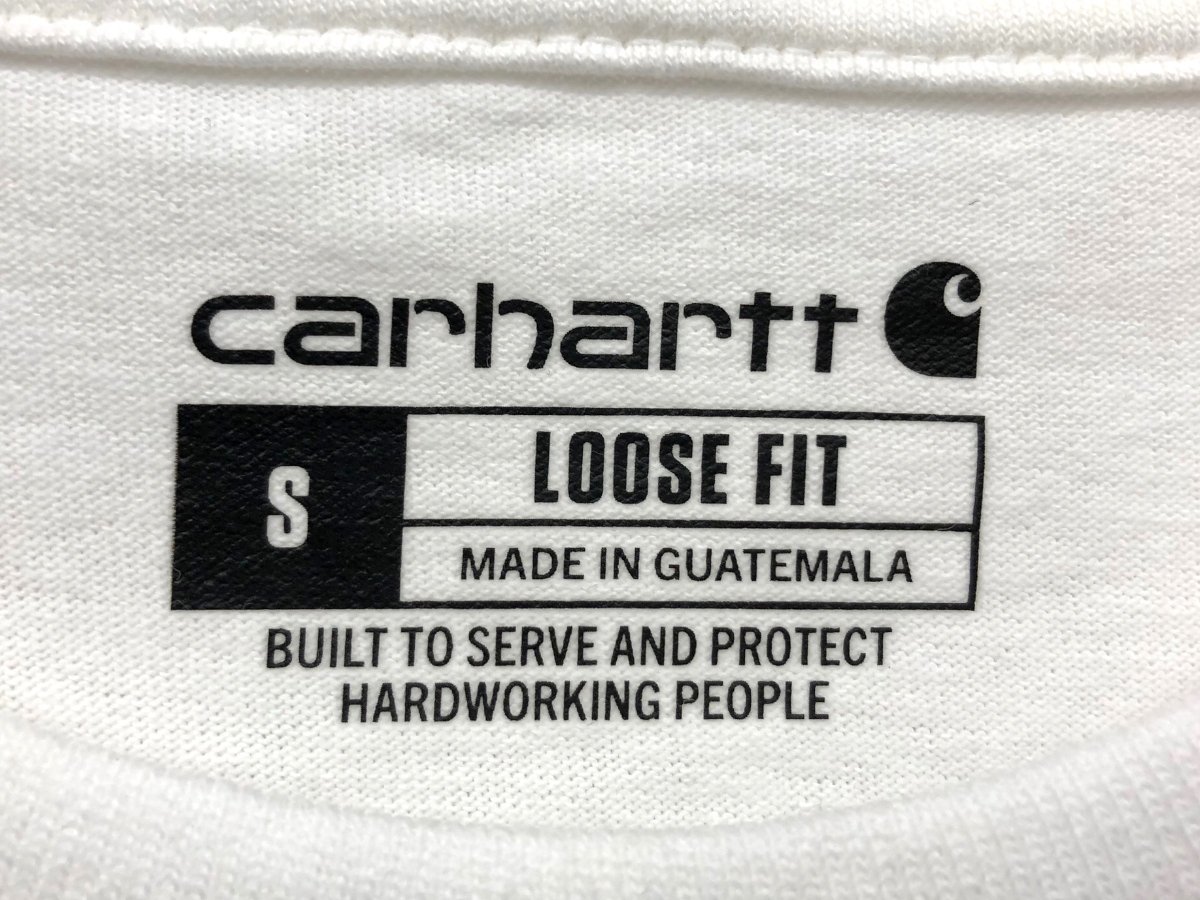 carhartt
S
LOOSE FIT
MADE IN GUATEMALA
BUILT TO SERVE AND PROTECT
HARDWORKING PEOPLE